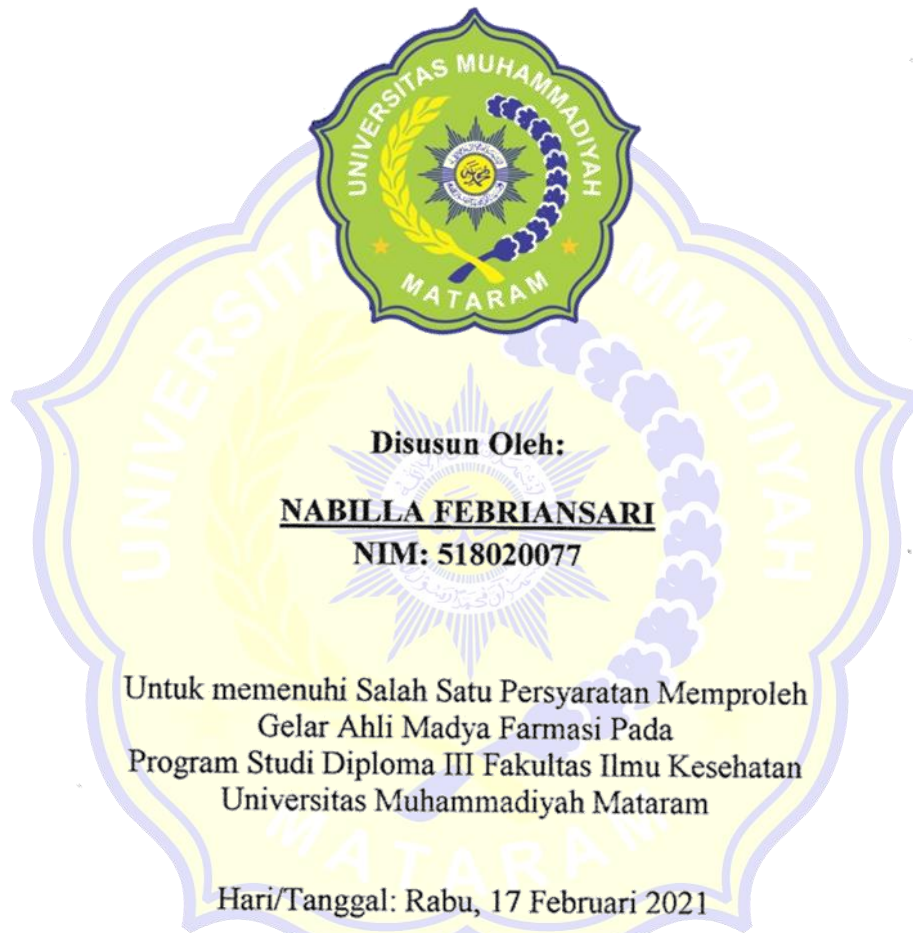 UNIVERSITAS MUHAMMADIYAH
MATARAM
Disusun Oleh:
NABILLA FEBRIANSARI
NIM: 518020077
Untuk memenuhi Salah Satu Persyaratan Memproleh
Gelar Ahli Madya Farmasi Pada
Program Studi Diploma III Fakultas Ilmu Kesehatan
Universitas Muhammadiyah Mataram
Hari/Tanggal: Rabu, 17 Februari 2021